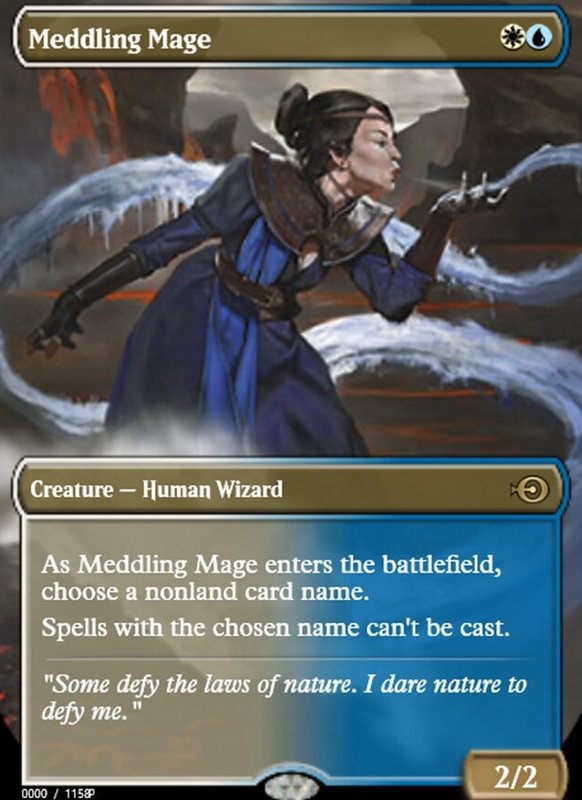 Meddling Mage
Creature — Human Wizard
As Meddling Mage enters the battlefield,
choose a nonland card name.
Spells with the chosen name can't be cast.
"Some defy the laws of nature. I dare nature to
defy me."
2/2
0000 / 1158P